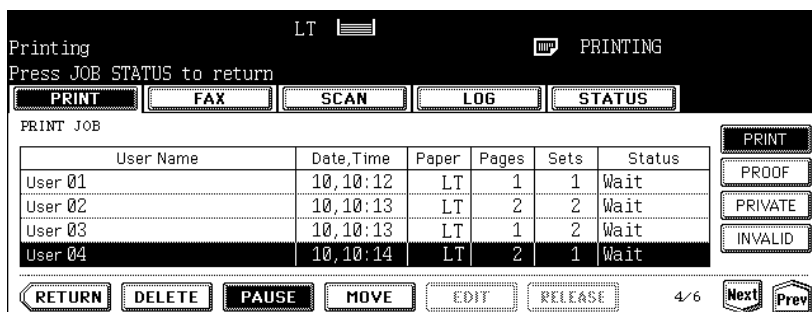 LT
Printing PRINTING
Press JOB STATUS to return
PRINT FAX SCAN LOG STATUS
PRINT JOB
User Name Date,Time Paper Pages Sets Status
User 01 10,10:12 LT 1 1 Wait
User 02 10,10:13 LT 2 2 Wait
User 03 10,10:13 LT 1 2 Wait
User 04 10,10:14 LT 2 1 Wait
PRINT
PROOF
PRIVATE
INVALID
RETURN DELETE PAUSE MOVE EDIT RELEASE 4/6 Next Prev